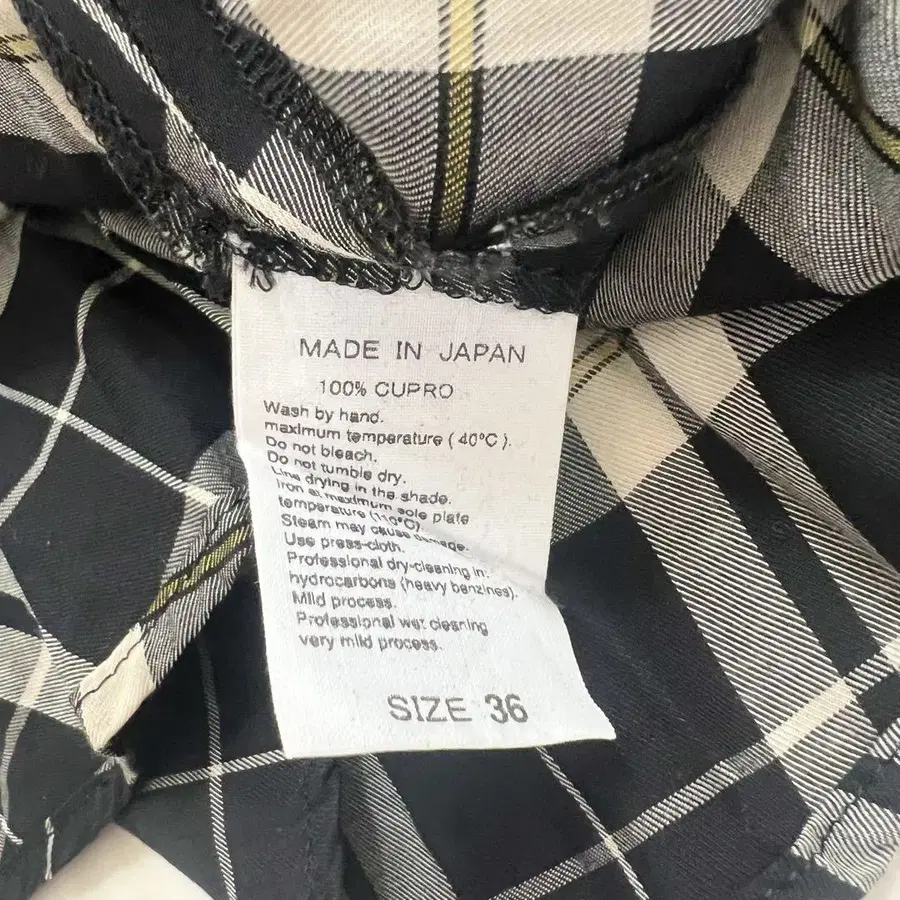 MADE IN JAPAN
100% CUPRO
Wash by hand.
maximum temperature ( 40°C ).
Do not bleach.
Do not tumble dry.
Line drying in the shade.
Iron at maximum sole plate
temperature (110°C).
Steam may cause damage.
Use press-cloth.
Professional dry-cleaning in:
hydrocarbons (heavy benzines).
Mild process.
Professional wet cleaning
very mild process.
SIZE 36